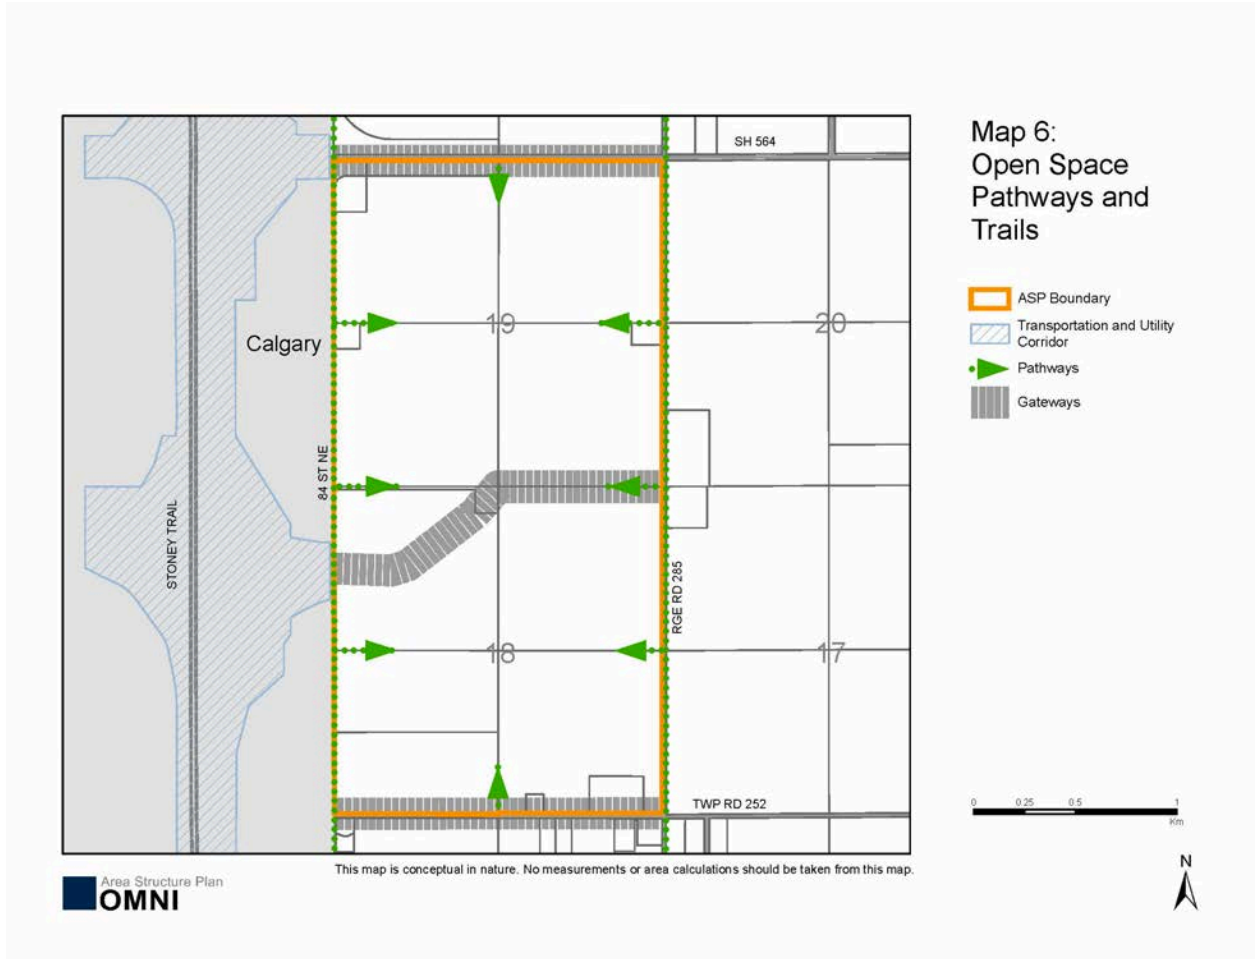 SH 564
Map 6:
Open Space
Pathways and
Trails
ASP Boundary
Transportation and Utility
Corridor
Pathways
Gateways
19
20
Calgary
84 ST NE
STONEY TRAIL
RGE RD 285
18
17
TWP RD 252
0 0.25 0.5 1
Km
This map is conceptual in nature. No measurements or area calculations should be taken from this map.
N
Area Structure Plan
OMNI